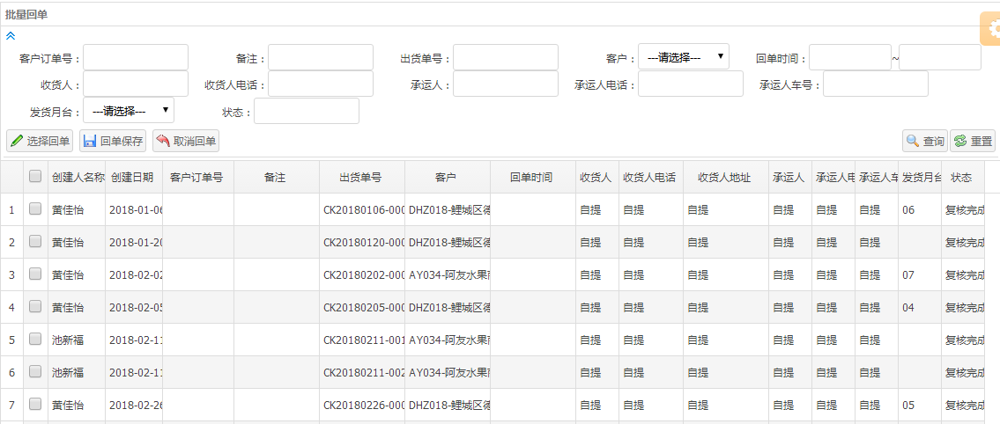 批量回单
客户订单号： 备注： 出货单号： 客户： ---请选择--- 回单时间： ~
收货人： 收货人电话： 承运人： 承运人电话： 承运人车号：
发货月台： ---请选择--- 状态：
选择回单 回单保存 取消回单 查询 重置
创建人名称 创建日期 客户订单号 备注 出货单号 客户 回单时间 收货人 收货人电话 收货人地址 承运人 承运人电 承运人车 发货月台 状态
1 黄佳怡 2018-01-06 CK20180106-000 DHZ018-鲤城区德 自提 自提 自提 自提 自提 自提 06 复核完成
2 黄佳怡 2018-01-20 CK20180120-000 DHZ018-鲤城区德 自提 自提 自提 自提 自提 自提 复核完成
3 黄佳怡 2018-02-02 CK20180202-000 AY034-阿友水果商 自提 自提 自提 自提 自提 自提 07 复核完成
4 黄佳怡 2018-02-05 CK20180205-000 DHZ018-鲤城区德 自提 自提 自提 自提 自提 自提 04 复核完成
5 池新福 2018-02-11 CK20180211-001 AY034-阿友水果商 自提 自提 自提 自提 自提 自提 复核完成
6 池新福 2018-02-11 CK20180211-002 AY034-阿友水果商 自提 自提 自提 自提 自提 自提 复核完成
7 黄佳怡 2018-02-26 CK20180226-000 DHZ018-鲤城区德 自提 自提 自提 自提 自提 自提 05 复核完成